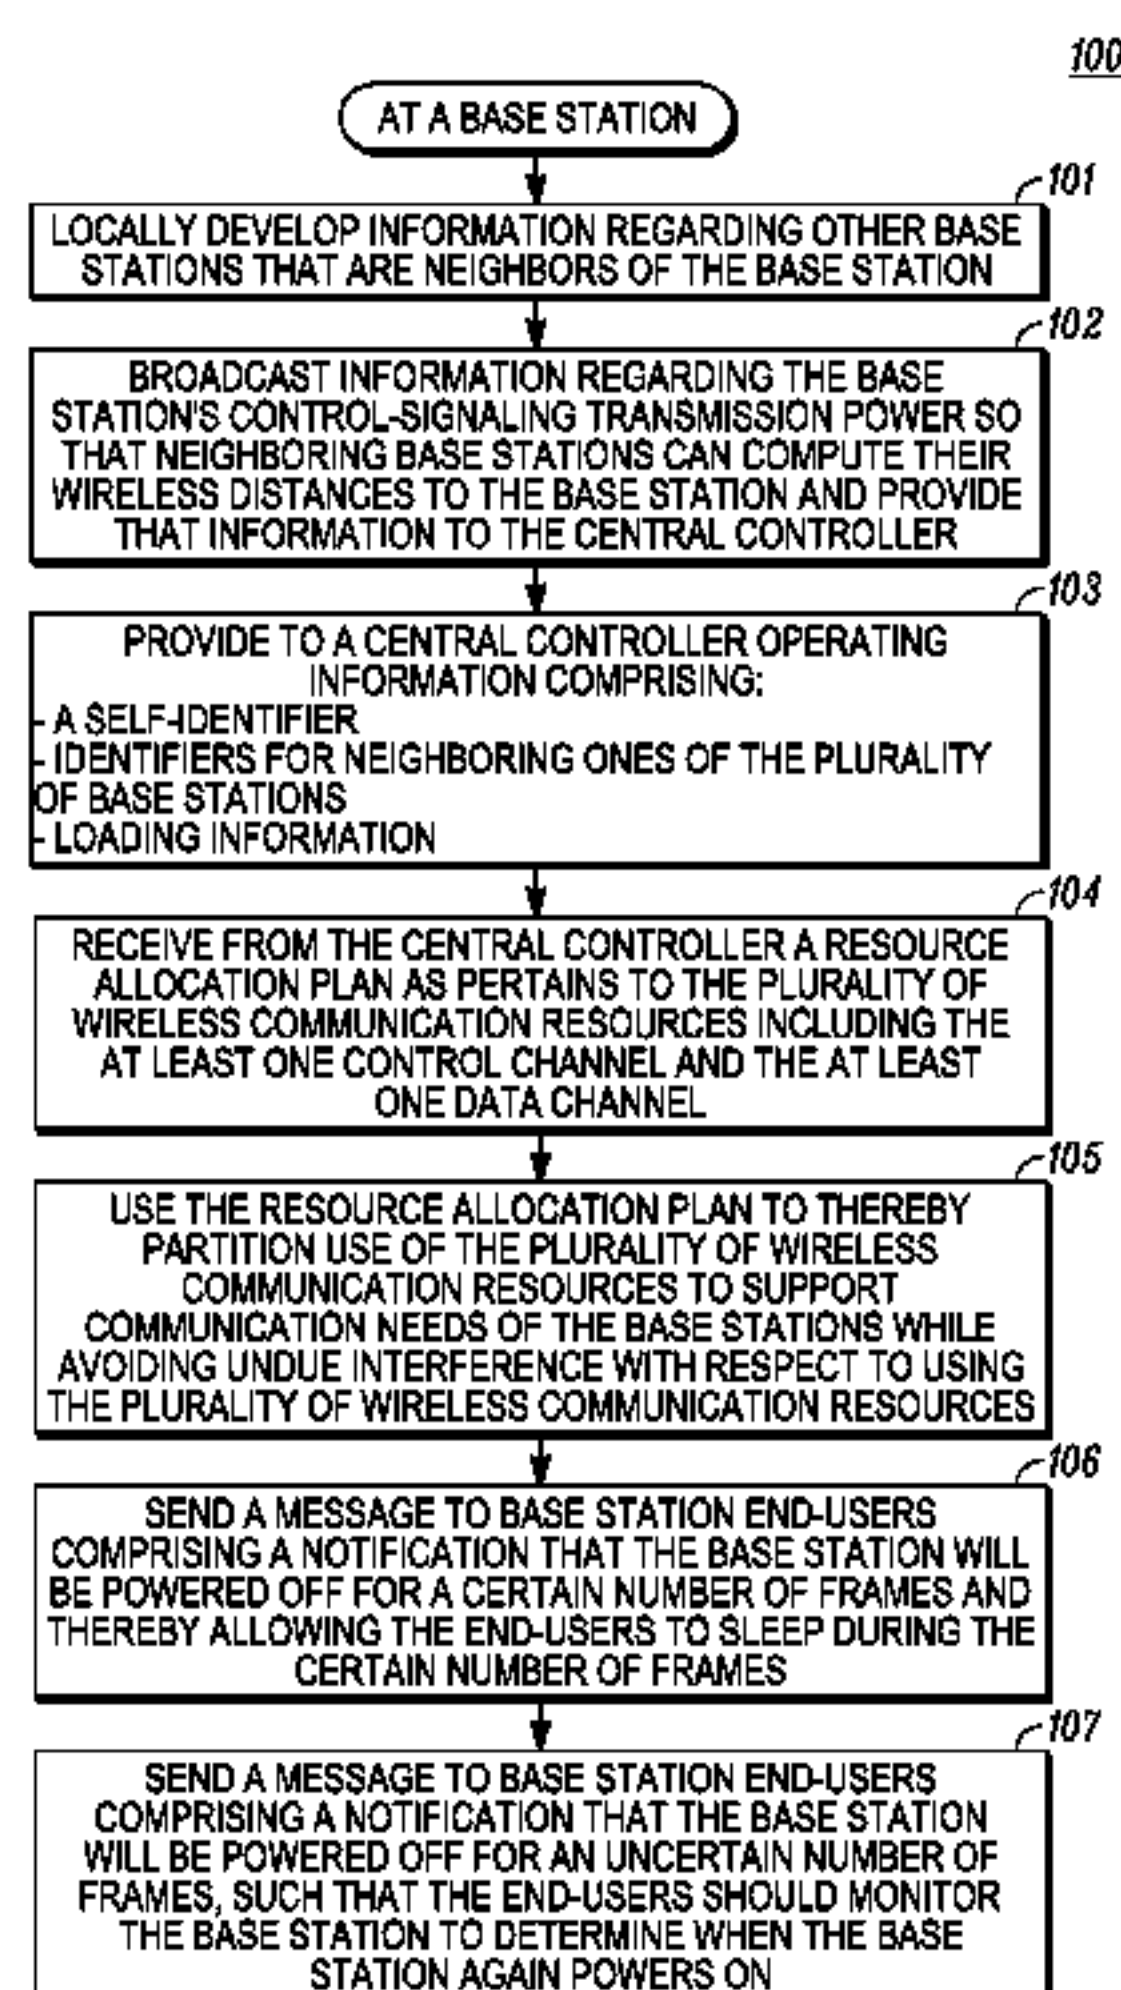 100
AT A BASE STATION
101
LOCALLY DEVELOP INFORMATION REGARDING OTHER BASE
STATIONS THAT ARE NEIGHBORS OF THE BASE STATION
102
BROADCAST INFORMATION REGARDING THE BASE
STATION'S CONTROL-SIGNALING TRANSMISSION POWER SO
THAT NEIGHBORING BASE STATIONS CAN COMPUTE THEIR
WIRELESS DISTANCES TO THE BASE STATION AND PROVIDE
THAT INFORMATION TO THE CENTRAL CONTROLLER
103
PROVIDE TO A CENTRAL CONTROLLER OPERATING
INFORMATION COMPRISING:
- A SELF-IDENTIFIER
- IDENTIFIERS FOR NEIGHBORING ONES OF THE PLURALITY
OF BASE STATIONS
- LOADING INFORMATION
104
RECEIVE FROM THE CENTRAL CONTROLLER A RESOURCE
ALLOCATION PLAN AS PERTAINS TO THE PLURALITY OF
WIRELESS COMMUNICATION RESOURCES INCLUDING THE
AT LEAST ONE CONTROL CHANNEL AND THE AT LEAST
ONE DATA CHANNEL
105
USE THE RESOURCE ALLOCATION PLAN TO THEREBY
PARTITION USE OF THE PLURALITY OF WIRELESS
COMMUNICATION RESOURCES TO SUPPORT
COMMUNICATION NEEDS OF THE BASE STATIONS WHILE
AVOIDING UNDUE INTERFERENCE WITH RESPECT TO USING
THE PLURALITY OF WIRELESS COMMUNICATION RESOURCES
106
SEND A MESSAGE TO BASE STATION END-USERS
COMPRISING A NOTIFICATION THAT THE BASE STATION WILL
BE POWERED OFF FOR A CERTAIN NUMBER OF FRAMES AND
THEREBY ALLOWING THE END-USERS TO SLEEP DURING THE
CERTAIN NUMBER OF FRAMES
107
SEND A MESSAGE TO BASE STATION END-USERS
COMPRISING A NOTIFICATION THAT THE BASE STATION
WILL BE POWERED OFF FOR AN UNCERTAIN NUMBER OF
FRAMES, SUCH THAT THE END-USERS SHOULD MONITOR
THE BASE STATION TO DETERMINE WHEN THE BASE
STATION AGAIN POWERS ON